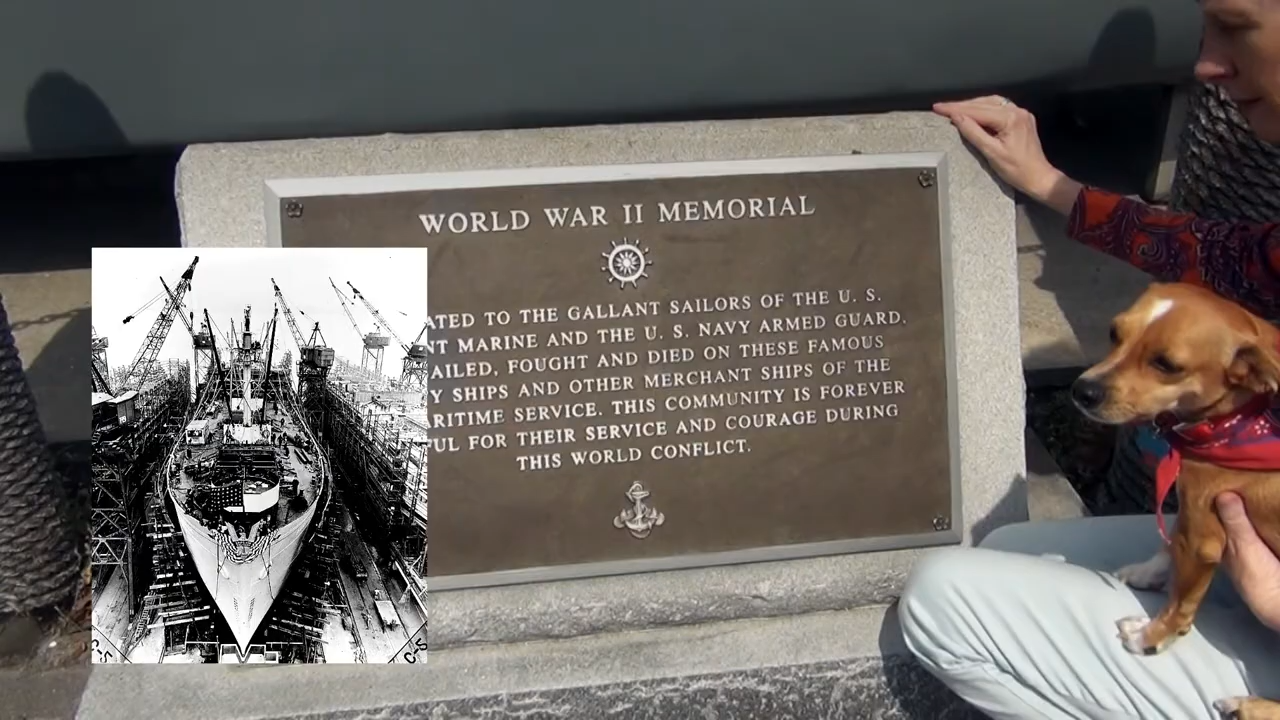 WORLD WAR II MEMORIAL
ATED TO THE GALLANT SAILORS OF THE U. S.
NT MARINE AND THE U. S. NAVY ARMED GUARD.
AILED, FOUGHT AND DIED ON THESE FAMOUS
Y SHIPS AND OTHER MERCHANT SHIPS OF THE
ARITIME SERVICE. THIS COMMUNITY IS FOREVER
FUL FOR THEIR SERVICE AND COURAGE DURING
THIS WORLD CONFLICT.